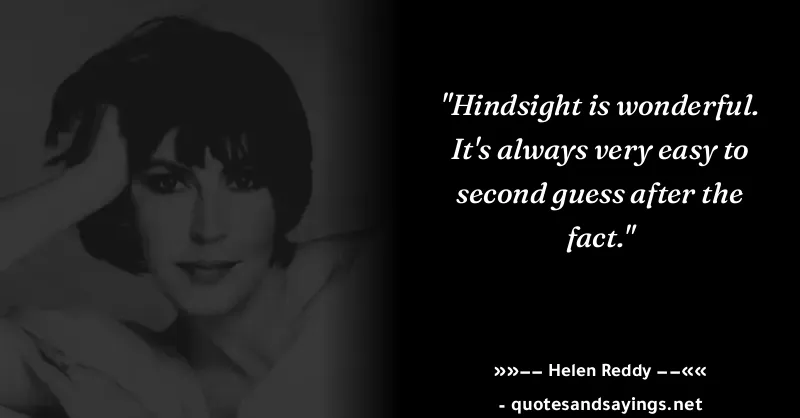 "Hindsight is wonderful.
It's always very easy to
second guess after the
fact."
»»—— Helen Reddy ——««
- quotesandsayings.net